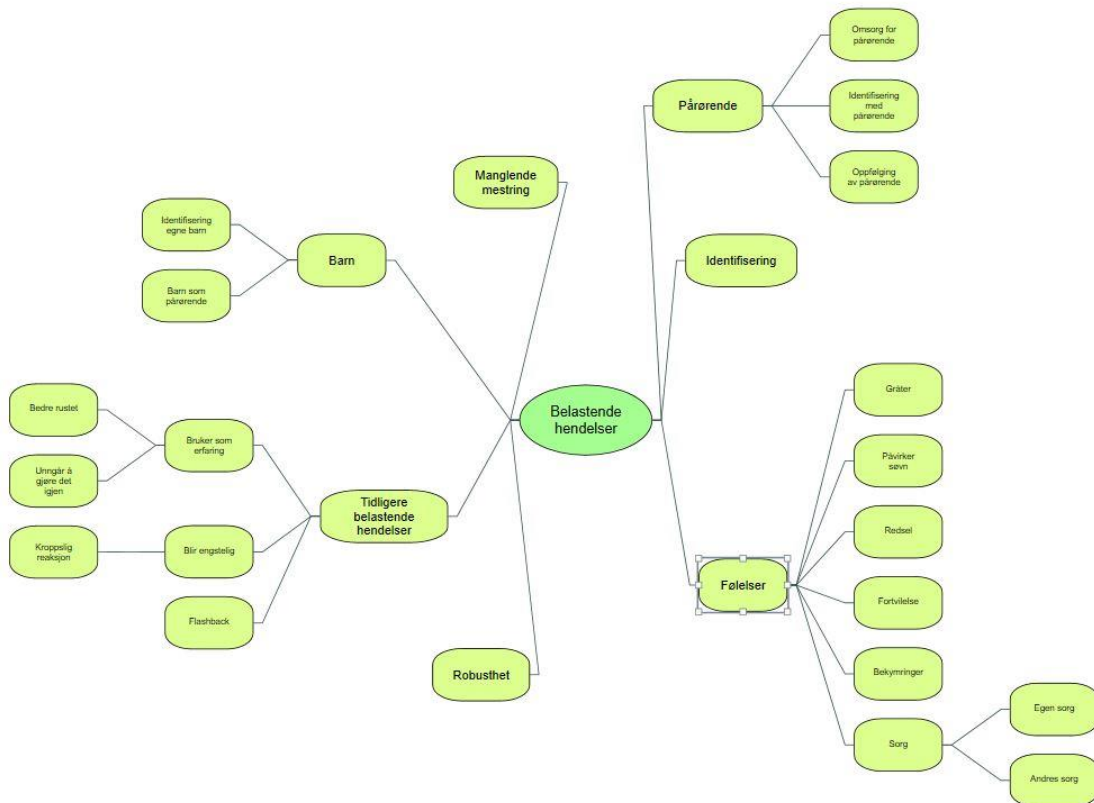 Omsorg for
pårørende
Pårørende
Identifisering
med
pårørende
Oppfølging
av pårørende
Manglende
mestring
Identifisering
egne barn
Barn
Barn som
pårørende
Identifisering
Belastende
hendelser
Bedre rustet
Bruker som
erfaring
Unngår å
gjøre det
igjen
Tidligere
belastende
hendelser
Kroppslig
reaksjon
Blir engstelig
Flashback
Robusthet
Følelser
Gråter
Påvirker
søvn
Redsel
Fortvilelse
Bekymringer
Sorg
Egen sorg
Andres sorg